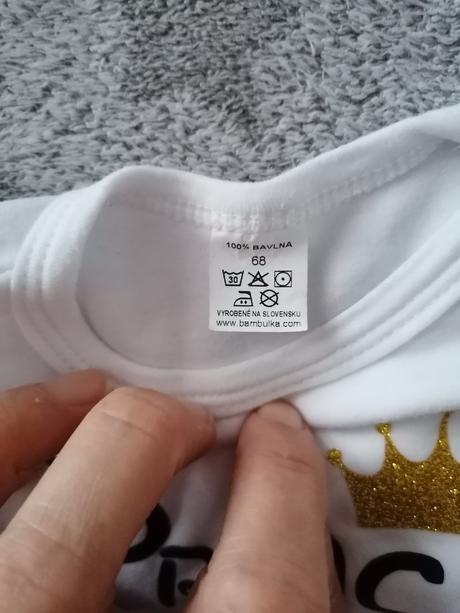 100% BAVLNA
68
30
VYROBENÉ NA SLOVENSKU
www.bambulka.com